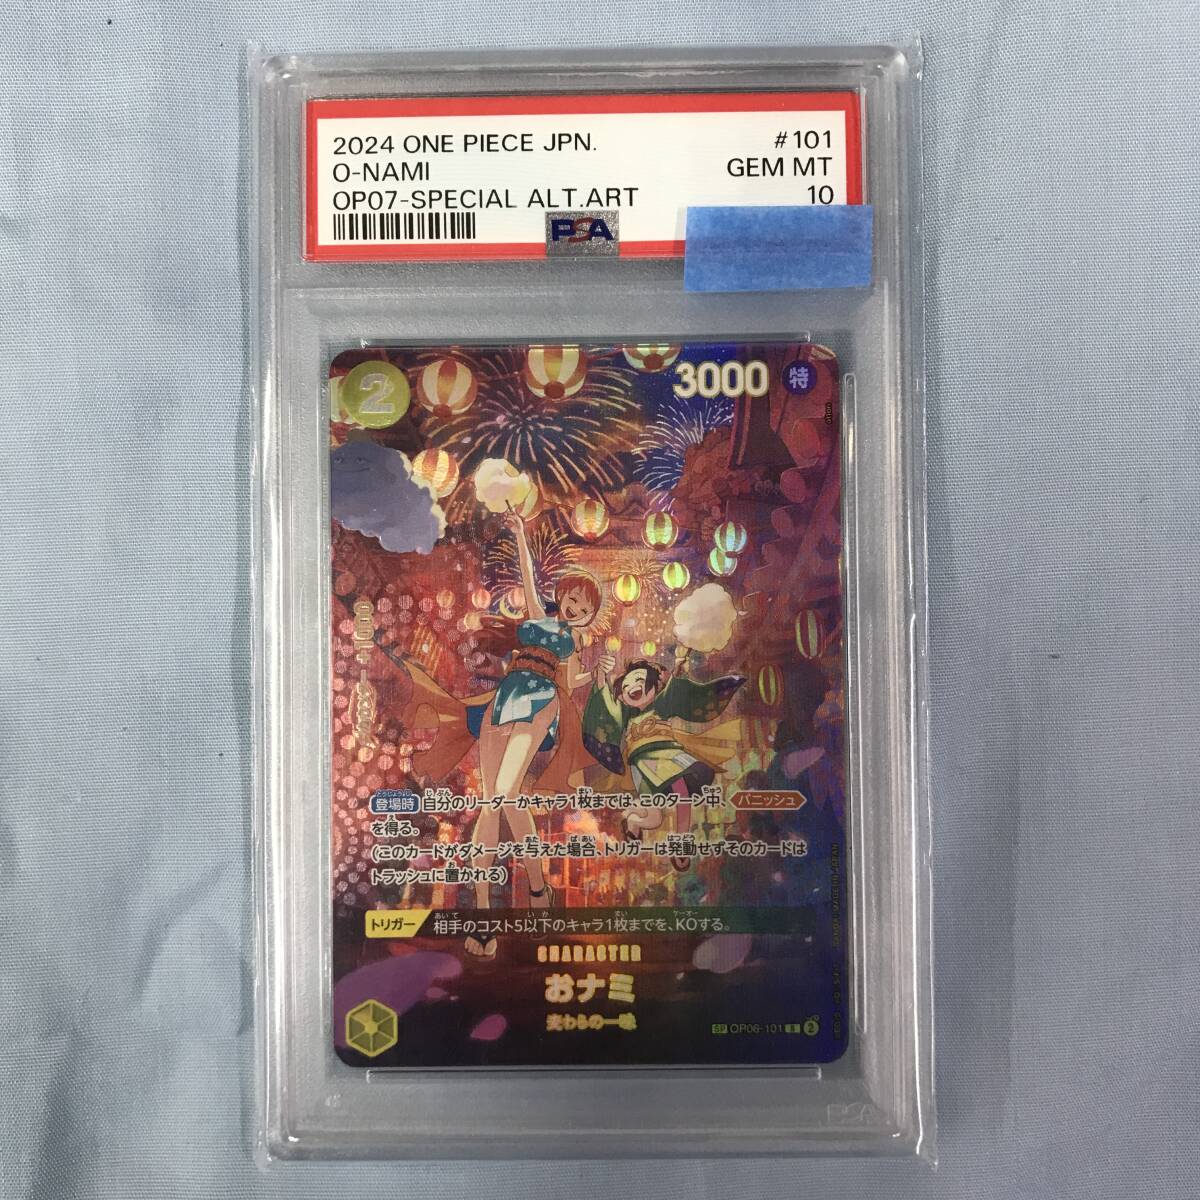 2024 ONE PIECE JPN. #101
O-NAMI GEM MT
OP07-SPECIAL ALT.ART 10
PSA
2
3000 特
登場時 自分のリーダーかキャラ1枚までは、このターン中、 バニッシュ
を得る。
(このカードがダメージを与えた場合、トリガーは発動せずそのカードは
トラッシュに置かれる)
トリガー 相手のコスト5以下のキャラ1枚までを、KOする。
CHARACTER
おナミ
麦わらの一味
SP OP06-101 R 2
PSA